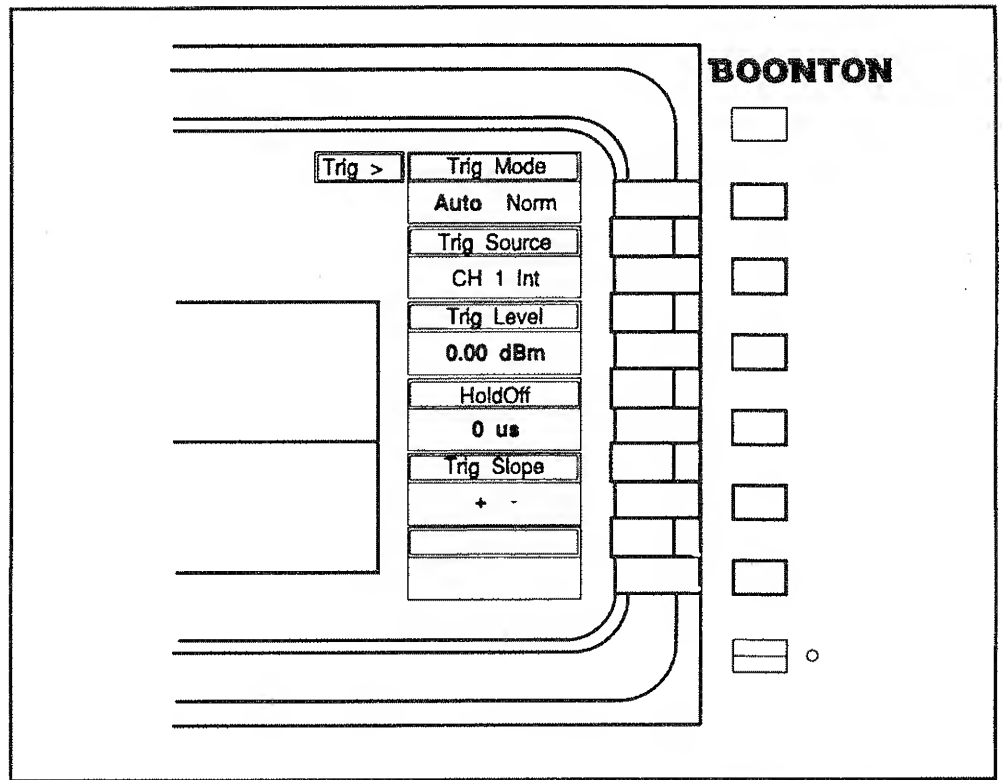 BOONTON
Trig >
Trig Mode
Auto Norm
Trig Source
CH 1 Int
Trig Level
0.00 dBm
HoldOff
0 us
Trig Slope
+ -